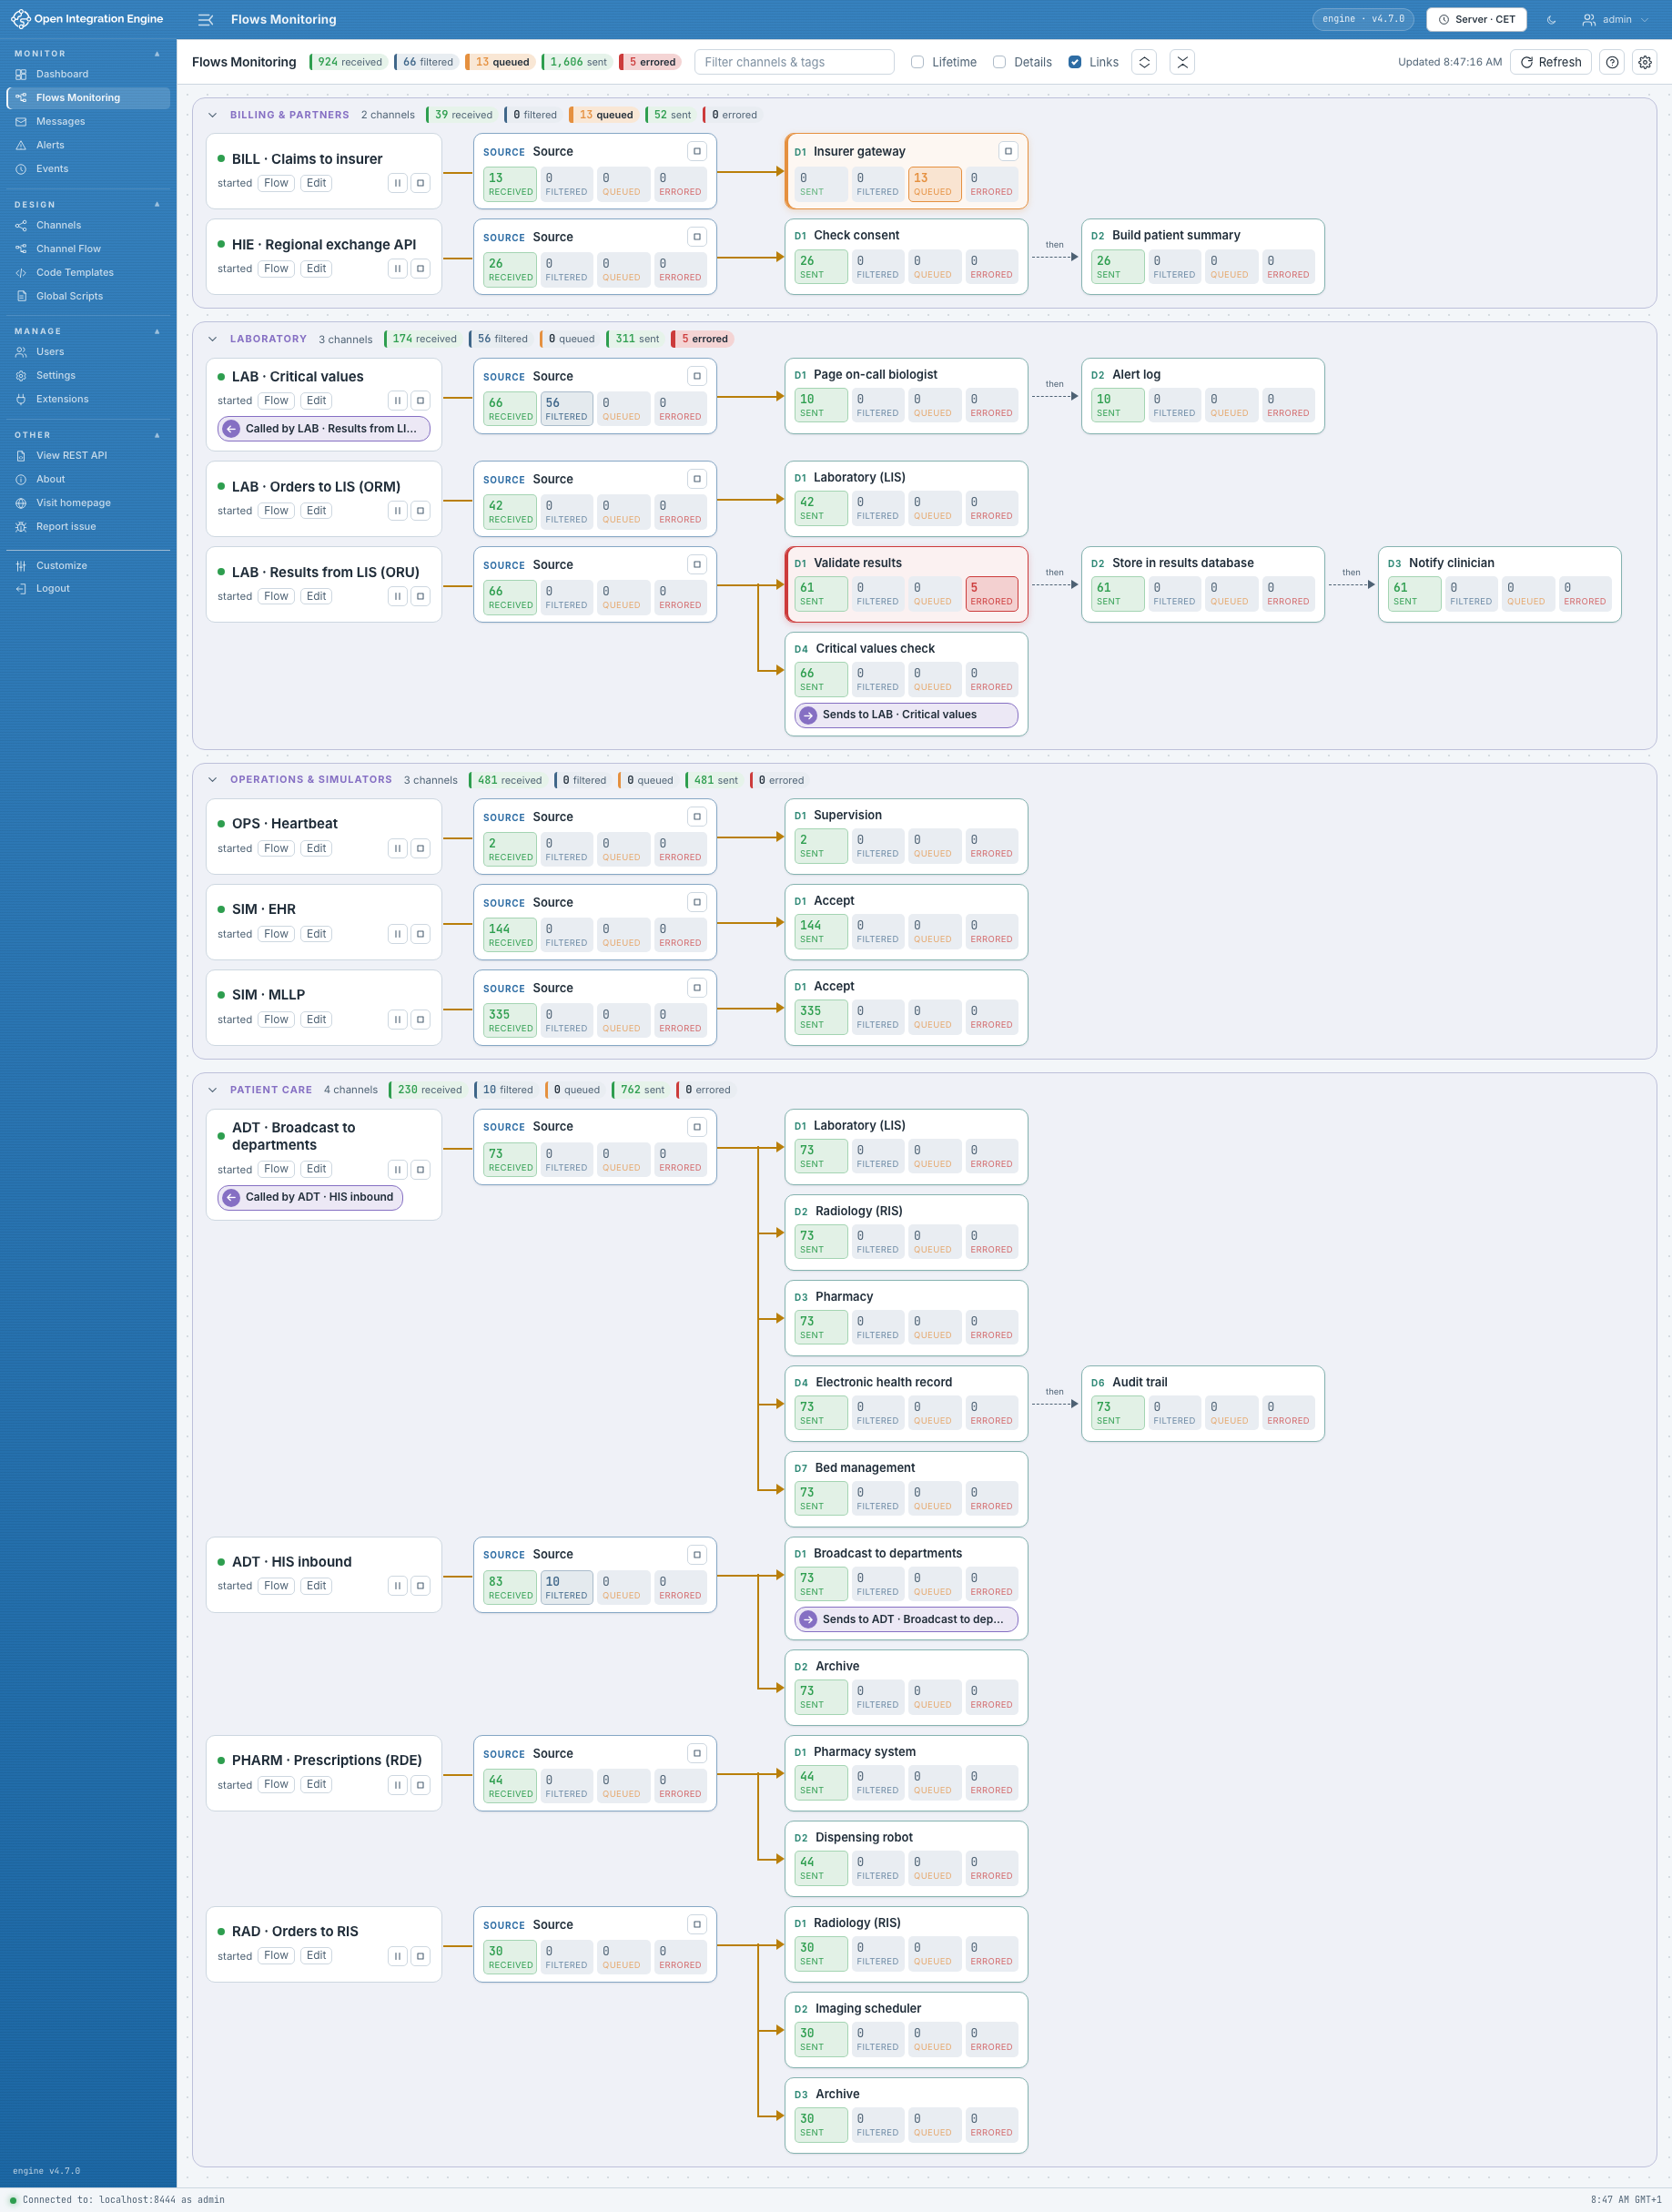 Open Integration Engine
Flows Monitoring
engine · v4.7.0
Server · CET
admin
MONITOR
Dashboard
Flows Monitoring
Messages
Alerts
Events
DESIGN
Channels
Channel Flow
Code Templates
Global Scripts
MANAGE
Users
Settings
Extensions
OTHER
View REST API
About
Visit homepage
Report issue
Customize
Logout
engine v4.7.0
Flows Monitoring 924 received 66 filtered 13 queued 1,606 sent 5 errored Filter channels & tags Lifetime Details Links Updated 8:47:16 AM Refresh
BILLING & PARTNERS 2 channels 39 received 0 filtered 13 queued 52 sent 0 errored
BILL · Claims to insurer
started Flow Edit
SOURCE Source
13 0 0 0
RECEIVED FILTERED QUEUED ERRORED
D1 Insurer gateway
0 0 13 0
SENT FILTERED QUEUED ERRORED
HIE · Regional exchange API
started Flow Edit
SOURCE Source
26 0 0 0
RECEIVED FILTERED QUEUED ERRORED
D1 Check consent
26 0 0 0
SENT FILTERED QUEUED ERRORED
then
D2 Build patient summary
26 0 0 0
SENT FILTERED QUEUED ERRORED
LABORATORY 3 channels 174 received 56 filtered 0 queued 311 sent 5 errored
LAB · Critical values
started Flow Edit
Called by LAB · Results from LI...
SOURCE Source
66 56 0 0
RECEIVED FILTERED QUEUED ERRORED
D1 Page on-call biologist
10 0 0 0
SENT FILTERED QUEUED ERRORED
then
D2 Alert log
10 0 0 0
SENT FILTERED QUEUED ERRORED
LAB · Orders to LIS (ORM)
started Flow Edit
SOURCE Source
42 0 0 0
RECEIVED FILTERED QUEUED ERRORED
D1 Laboratory (LIS)
42 0 0 0
SENT FILTERED QUEUED ERRORED
LAB · Results from LIS (ORU)
started Flow Edit
SOURCE Source
66 0 0 0
RECEIVED FILTERED QUEUED ERRORED
D1 Validate results
61 0 0 5
SENT FILTERED QUEUED ERRORED
then
D2 Store in results database
61 0 0 0
SENT FILTERED QUEUED ERRORED
then
D3 Notify clinician
61 0 0 0
SENT FILTERED QUEUED ERRORED
D4 Critical values check
66 0 0 0
SENT FILTERED QUEUED ERRORED
Sends to LAB · Critical values
OPERATIONS & SIMULATORS 3 channels 481 received 0 filtered 0 queued 481 sent 0 errored
OPS · Heartbeat
started Flow Edit
SOURCE Source
2 0 0 0
RECEIVED FILTERED QUEUED ERRORED
D1 Supervision
2 0 0 0
SENT FILTERED QUEUED ERRORED
SIM · EHR
started Flow Edit
SOURCE Source
144 0 0 0
RECEIVED FILTERED QUEUED ERRORED
D1 Accept
144 0 0 0
SENT FILTERED QUEUED ERRORED
SIM · MLLP
started Flow Edit
SOURCE Source
335 0 0 0
RECEIVED FILTERED QUEUED ERRORED
D1 Accept
335 0 0 0
SENT FILTERED QUEUED ERRORED
PATIENT CARE 4 channels 230 received 10 filtered 0 queued 762 sent 0 errored
ADT · Broadcast to
departments
started Flow Edit
Called by ADT · HIS inbound
SOURCE Source
73 0 0 0
RECEIVED FILTERED QUEUED ERRORED
D1 Laboratory (LIS)
73 0 0 0
SENT FILTERED QUEUED ERRORED
D2 Radiology (RIS)
73 0 0 0
SENT FILTERED QUEUED ERRORED
D3 Pharmacy
73 0 0 0
SENT FILTERED QUEUED ERRORED
D4 Electronic health record
73 0 0 0
SENT FILTERED QUEUED ERRORED
then
D6 Audit trail
73 0 0 0
SENT FILTERED QUEUED ERRORED
D7 Bed management
73 0 0 0
SENT FILTERED QUEUED ERRORED
ADT · HIS inbound
started Flow Edit
SOURCE Source
83 10 0 0
RECEIVED FILTERED QUEUED ERRORED
D1 Broadcast to departments
73 0 0 0
SENT FILTERED QUEUED ERRORED
Sends to ADT · Broadcast to dep...
D2 Archive
73 0 0 0
SENT FILTERED QUEUED ERRORED
PHARM · Prescriptions (RDE)
started Flow Edit
SOURCE Source
44 0 0 0
RECEIVED FILTERED QUEUED ERRORED
D1 Pharmacy system
44 0 0 0
SENT FILTERED QUEUED ERRORED
D2 Dispensing robot
44 0 0 0
SENT FILTERED QUEUED ERRORED
RAD · Orders to RIS
started Flow Edit
SOURCE Source
30 0 0 0
RECEIVED FILTERED QUEUED ERRORED
D1 Radiology (RIS)
30 0 0 0
SENT FILTERED QUEUED ERRORED
D2 Imaging scheduler
30 0 0 0
SENT FILTERED QUEUED ERRORED
D3 Archive
30 0 0 0
SENT FILTERED QUEUED ERRORED
Connected to: localhost:8444 as admin
8:47 AM GMT+1